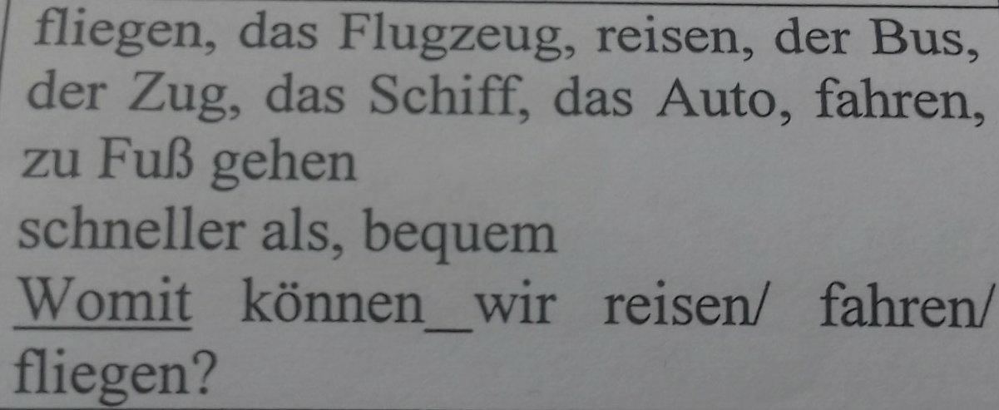 fliegen, das Flugzeug, reisen, der Bus,
der Zug, das Schiff, das Auto, fahren,
zu Fuß gehen
schneller als, bequem
Womit können_wir reisen/ fahren/
fliegen?